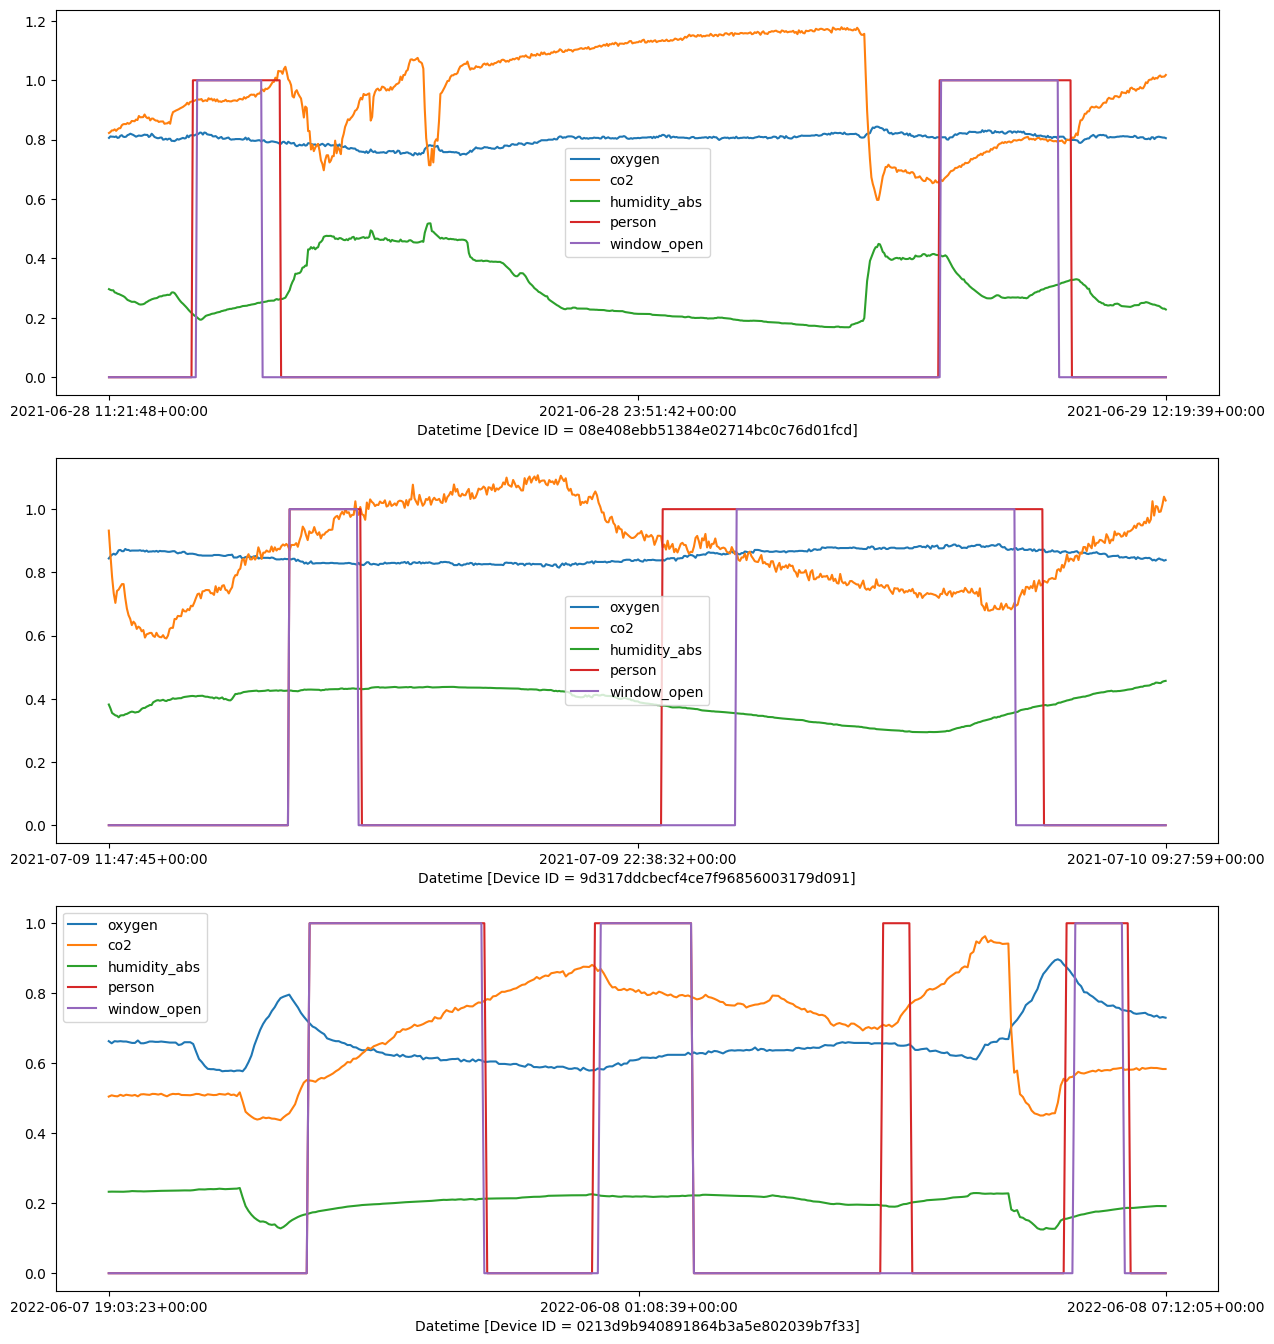 1.2
1.0
0.8
0.6
0.4
0.2
0.0
oxygen
co2
humidity_abs
person
window_open
2021-06-28 11:21:48+00:00 2021-06-28 23:51:42+00:00 2021-06-29 12:19:39+00:00
Datetime [Device ID = 08e408ebb51384e02714bc0c76d01fcd]
1.0
0.8
0.6
0.4
0.2
0.0
oxygen
co2
humidity_abs
person
window_open
2021-07-09 11:47:45+00:00 2021-07-09 22:38:32+00:00 2021-07-10 09:27:59+00:00
Datetime [Device ID = 9d317ddcbecf4ce7f96856003179d091]
1.0
0.8
0.6
0.4
0.2
0.0
oxygen
co2
humidity_abs
person
window_open
2022-06-07 19:03:23+00:00 2022-06-08 01:08:39+00:00 2022-06-08 07:12:05+00:00
Datetime [Device ID = 0213d9b940891864b3a5e802039b7f33]